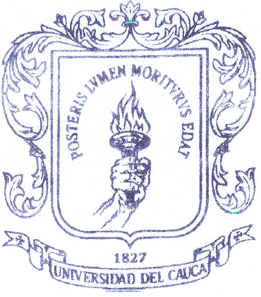 POSTERIS LVMEN MORITVRVS EDAT
1827
UNIVERSIDAD DEL CAUCA